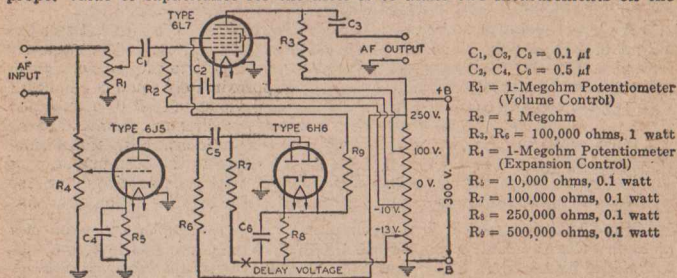 TYPE
6L7
AF
INPUT
R1
C1
R2
C2
R3
C3
AF OUTPUT
+B
250 V.
100 V.
0 V.
-10 V.
-13 V.
300 V.
-B
TYPE 6J5
C5
TYPE 6H6
R9
R4
R7
C4
R5
R6
C6
R8
DELAY VOLTAGE
C1, C3, C5 = 0.1 μf
C2, C4, C6 = 0.5 μf
R1 = 1-Megohm Potentiometer
(Volume Control)
R2 = 1 Megohm
R3, R6 = 100,000 ohms, 1 watt
R4 = 1-Megohm Potentiometer
(Expansion Control)
R5 = 10,000 ohms, 0.1 watt
R7 = 100,000 ohms, 0.1 watt
R8 = 250,000 ohms, 0.1 watt
R9 = 500,000 ohms, 0.1 watt